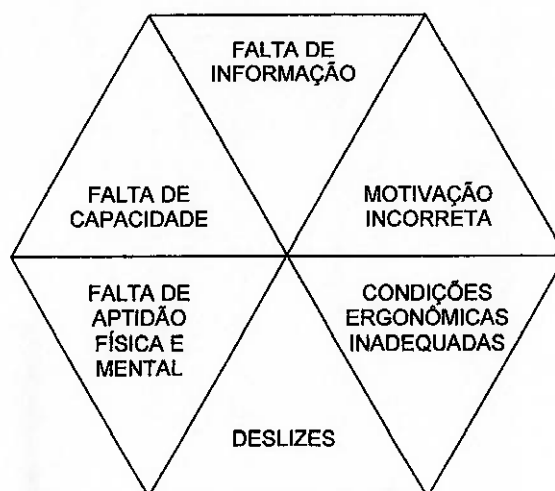 FALTA DE
INFORMAÇÃO
FALTA DE
CAPACIDADE
MOTIVAÇÃO
INCORRETA
FALTA DE
APTIDÃO
FÍSICA E
MENTAL
CONDIÇÕES
ERGONÔMICAS
INADEQUADAS
DESLIZES